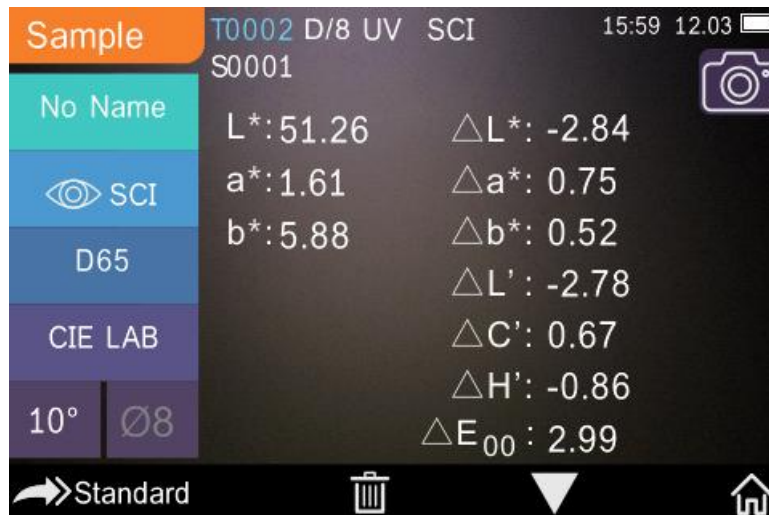 Sample
T0002 D/8 UV SCI
15:59 12.03
S0001
No Name
SCI
D65
CIE LAB
10°
Ø8
L*:51.26
a*:1.61
b*:5.88
△L*: -2.84
△a*: 0.75
△b*: 0.52
△L’: -2.78
△C’: 0.67
△H’: -0.86
△E00: 2.99
Standard